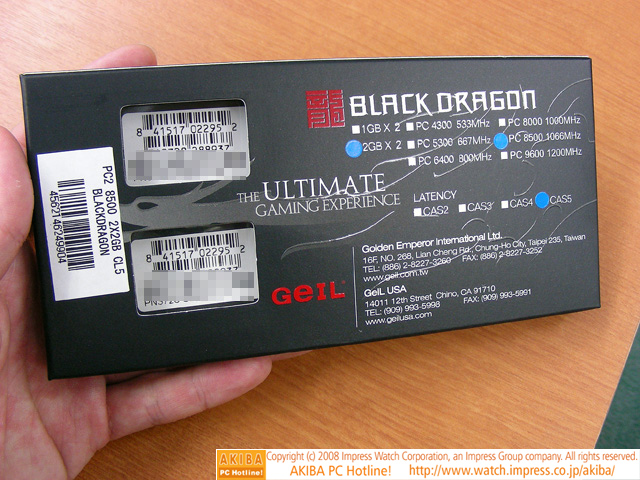 BLACK DRAGON
1GB X 2 PC 4300 533MHz PC 8000 1000MHz
2GB X 2 PC 5300 667MHz PC 8500 1066MHz
PC 6400 800MHz PC 9600 1200MHz
THE ULTIMATE
GAMING EXPERIENCE
LATENCY
CAS2 CAS3 CAS4 CAS5
Golden Emperor International Ltd.
16F, NO. 268, Lian Cheng Rd., Chung-Ho City, Taipei 235, Taiwan
TEL: (886) 2-8227-3260 FAX: (886) 2-8227-3252
www.geil.com.tw
GeIL USA
14011 12th Street Chino, CA 91710
TEL: (909) 993-5998 FAX: (909) 993-5991
www.geilusa.com
GeIL
8 41517 02295 2
8 41517 02295 2
PC2 8500 2X2GB CL5
BLACKDRAGON
AKIBA
PC Hotline!
Copyright (c) 2008 Impress Watch Corporation, an Impress Group company. All rights reserved.
AKIBA PC Hotline! http://www.watch.impress.co.jp/akiba/